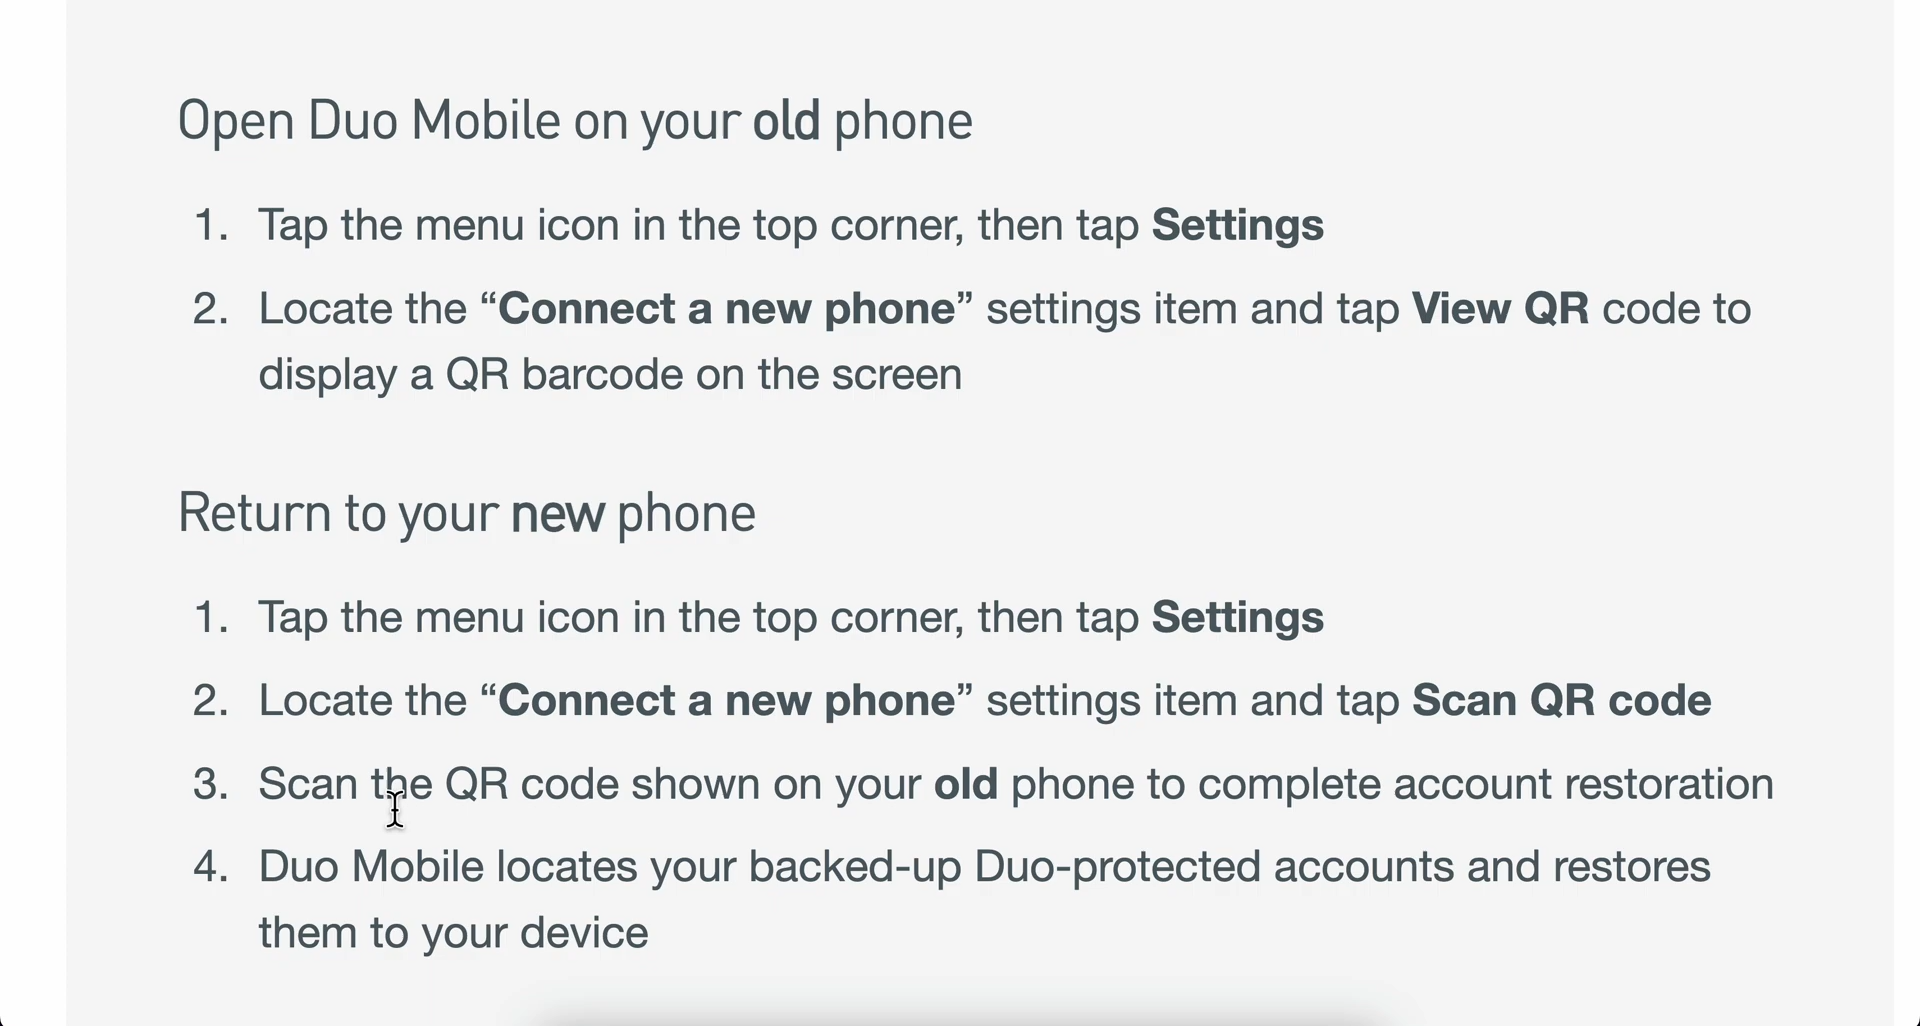 Open Duo Mobile on your old phone
1. Tap the menu icon in the top corner, then tap Settings
2. Locate the “Connect a new phone” settings item and tap View QR code to
display a QR barcode on the screen
Return to your new phone
1. Tap the menu icon in the top corner, then tap Settings
2. Locate the “Connect a new phone” settings item and tap Scan QR code
3. Scan the QR code shown on your old phone to complete account restoration
4. Duo Mobile locates your backed-up Duo-protected accounts and restores
them to your device